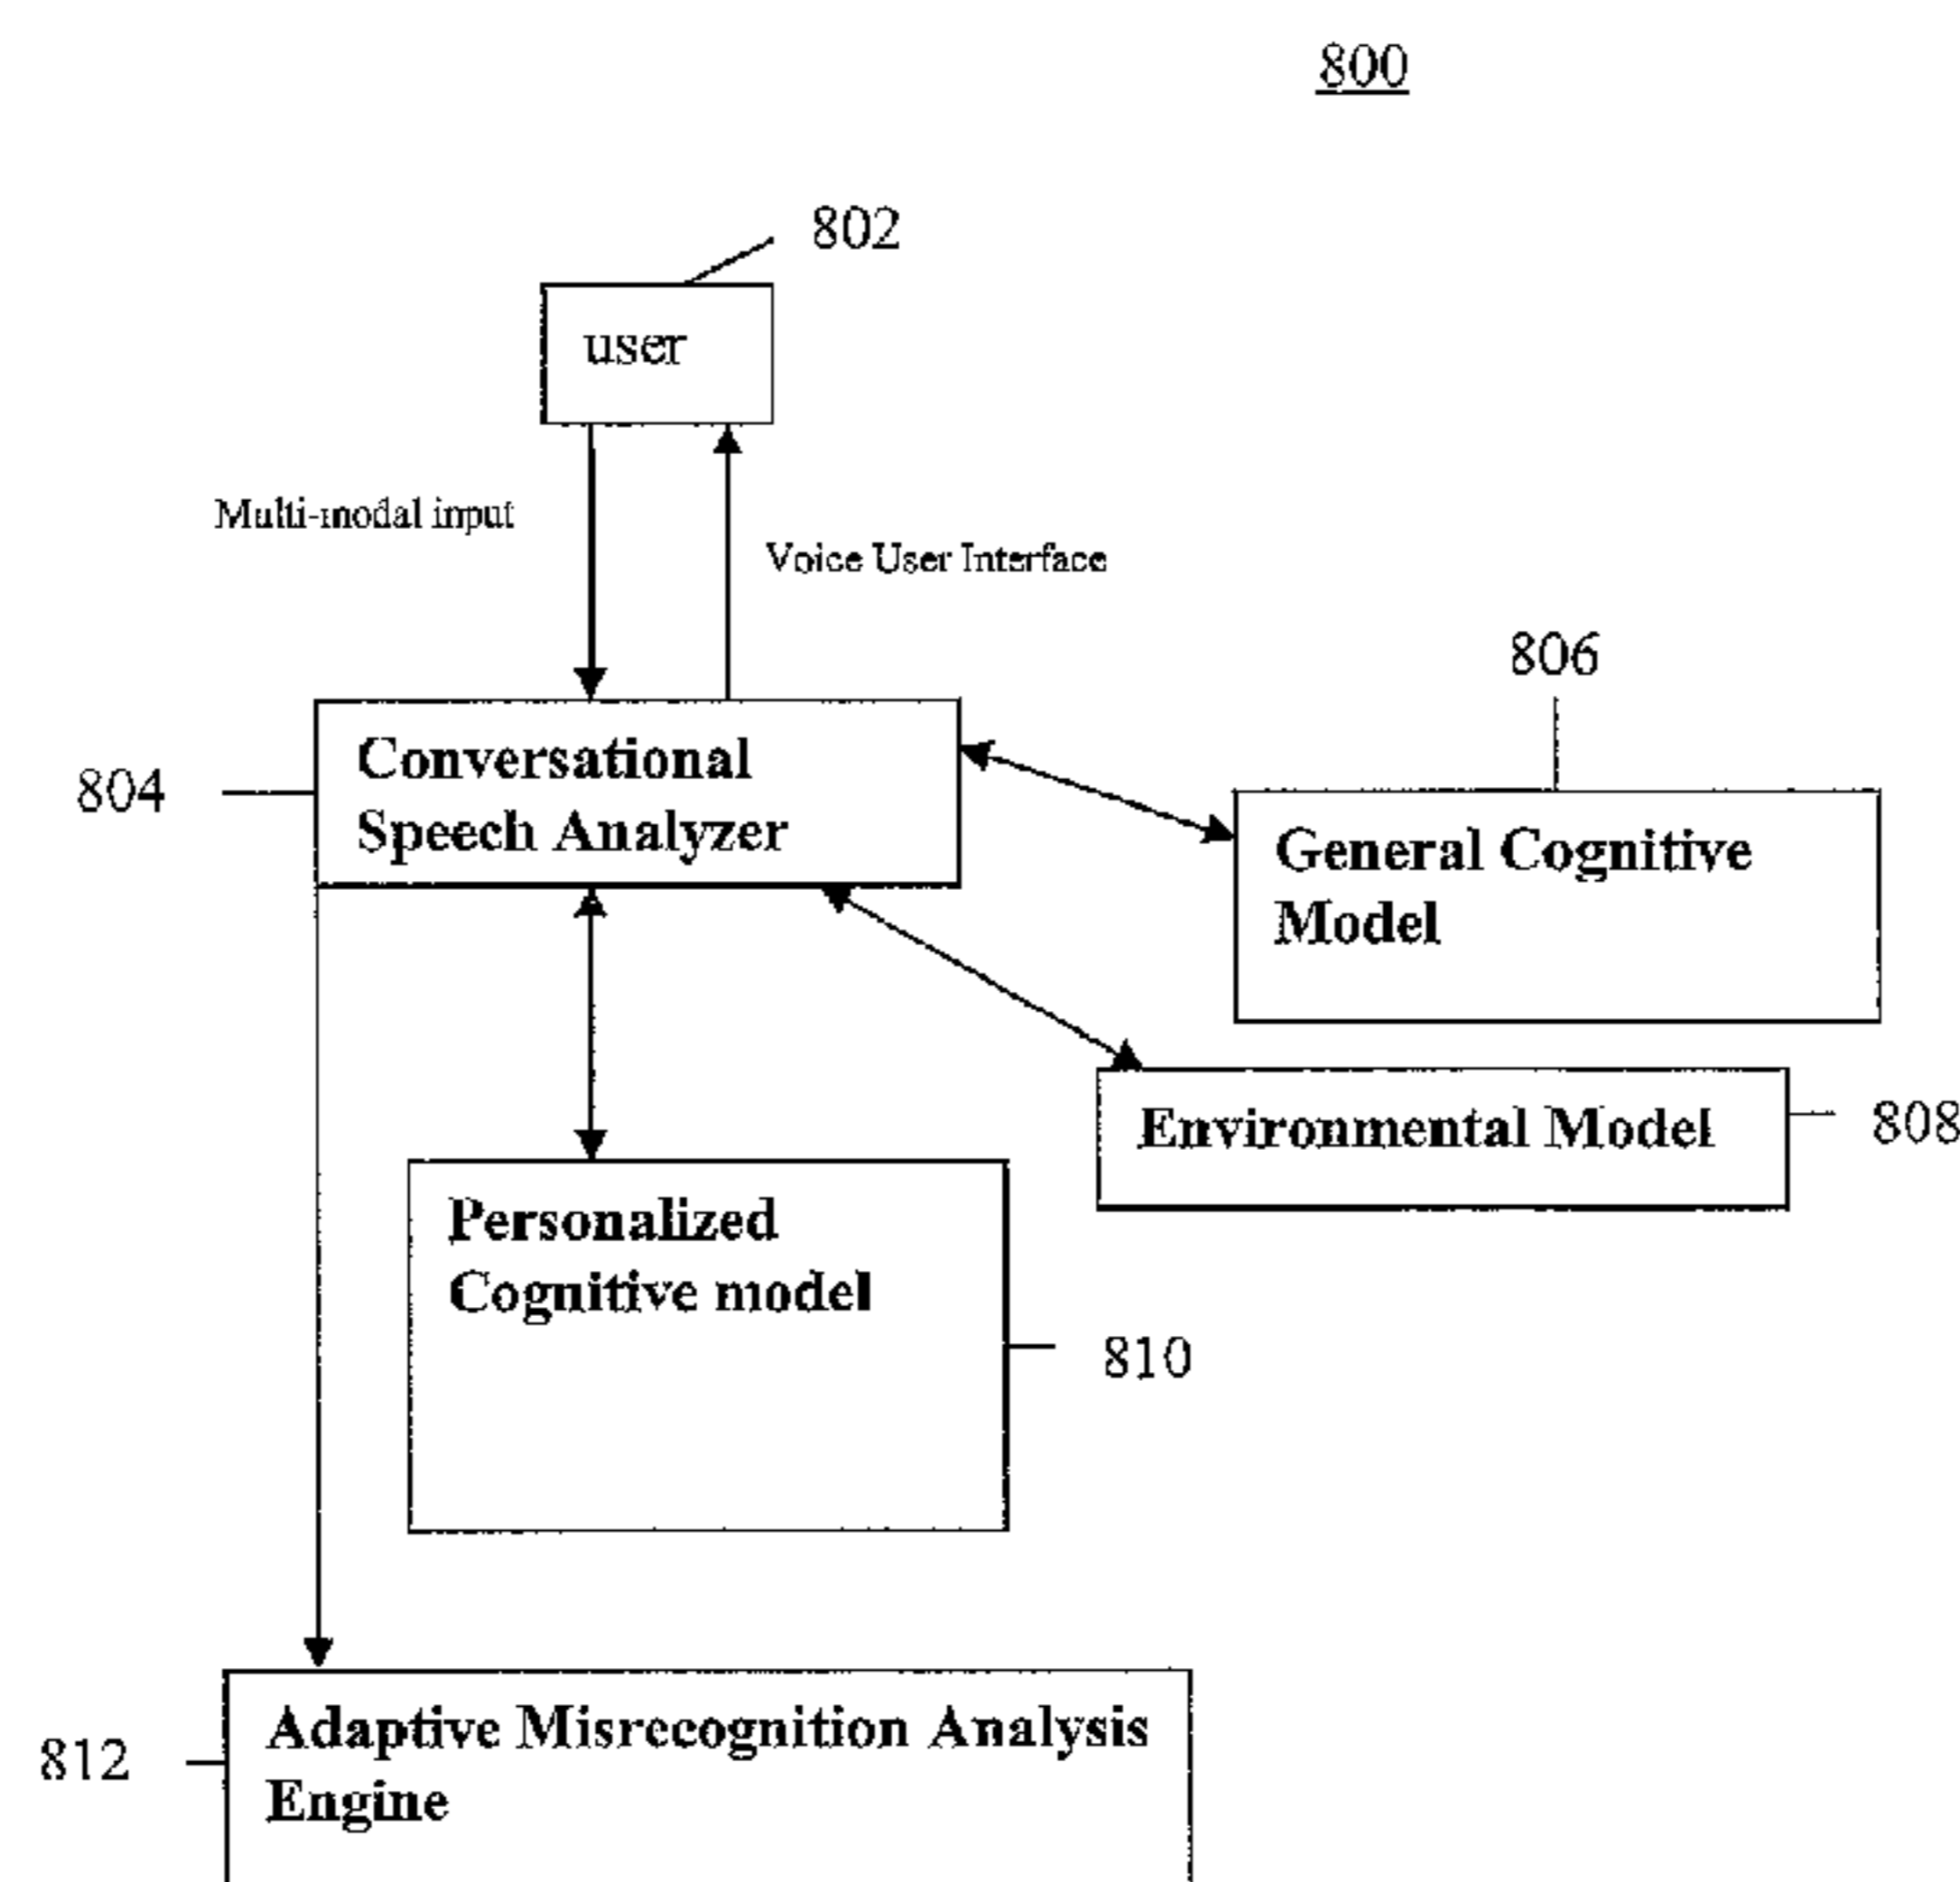 800
802
user
Multi-modal input
Voice User Interface
806
804
Conversational
Speech Analyzer
General Cognitive
Model
Environmental Model
808
Personalized
Cognitive model
810
812
Adaptive Misrecognition Analysis
Engine